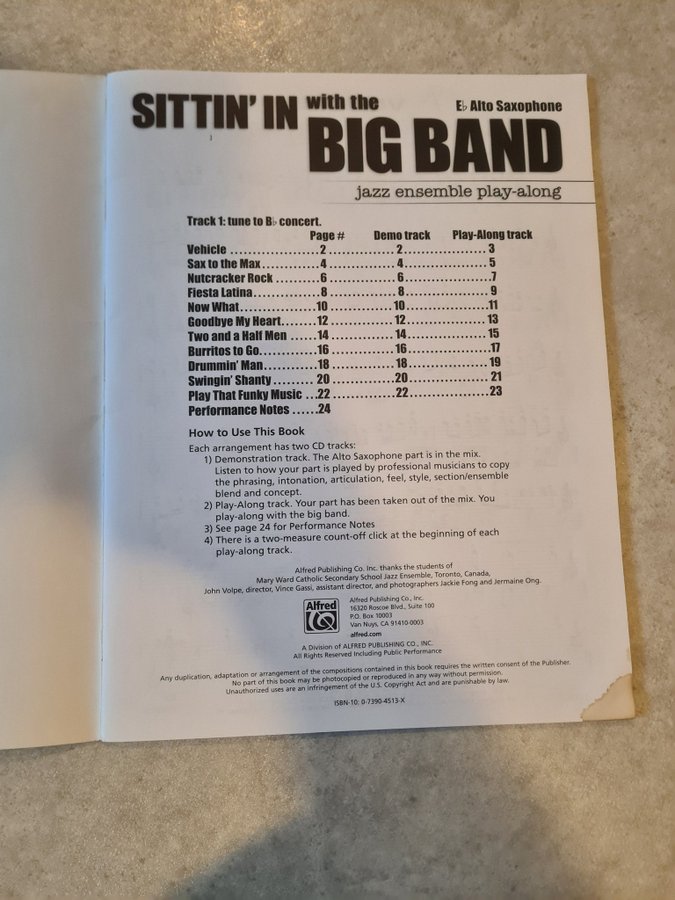 SITTIN' IN with the
E♭ Alto Saxophone
BIG BAND
jazz ensemble play-along
Track 1: tune to B♭ concert.
Page # Demo track Play-Along track
Vehicle ......................2 ......................2......................3
Sax to the Max...............4 ......................4......................5
Nutcracker Rock .............6 ......................6......................7
Fiesta Latina................8 ......................8......................9
Now What....................10 .....................10.....................11
Goodbye My Heart............12 .....................12.....................13
Two and a Half Men .........14 .....................14.....................15
Burritos to Go..............16 .....................16.....................17
Drummin' Man................18 .....................18.....................19
Swingin' Shanty ............20 .....................20.....................21
Play That Funky Music ...22 .....................22.....................23
Performance Notes ......24
How to Use This Book
Each arrangement has two CD tracks:
1) Demonstration track. The Alto Saxophone part is in the mix.
Listen to how your part is played by professional musicians to copy
the phrasing, intonation, articulation, feel, style, section/ensemble
blend and concept.
2) Play-Along track. Your part has been taken out of the mix. You
play-along with the big band.
3) See page 24 for Performance Notes
4) There is a two-measure count-off click at the beginning of each
play-along track.
Alfred Publishing Co. Inc. thanks the students of
Mary Ward Catholic Secondary School Jazz Ensemble, Toronto, Canada,
John Volpe, director, Vince Gassi, assistant director, and photographers Jackie Fong and Jermaine Ong.
Alfred
Alfred Publishing Co., Inc.
16320 Roscoe Blvd., Suite 100
P.O. Box 10003
Van Nuys, CA 91410-0003
alfred.com
A Division of ALFRED PUBLISHING CO., INC.
All Rights Reserved Including Public Performance
Any duplication, adaptation or arrangement of the compositions contained in this book requires the written consent of the Publisher.
No part of this book may be photocopied or reproduced in any way without permission.
Unauthorized uses are an infringement of the U.S. Copyright Act and are punishable by law.
ISBN-10: 0-7390-4513-X